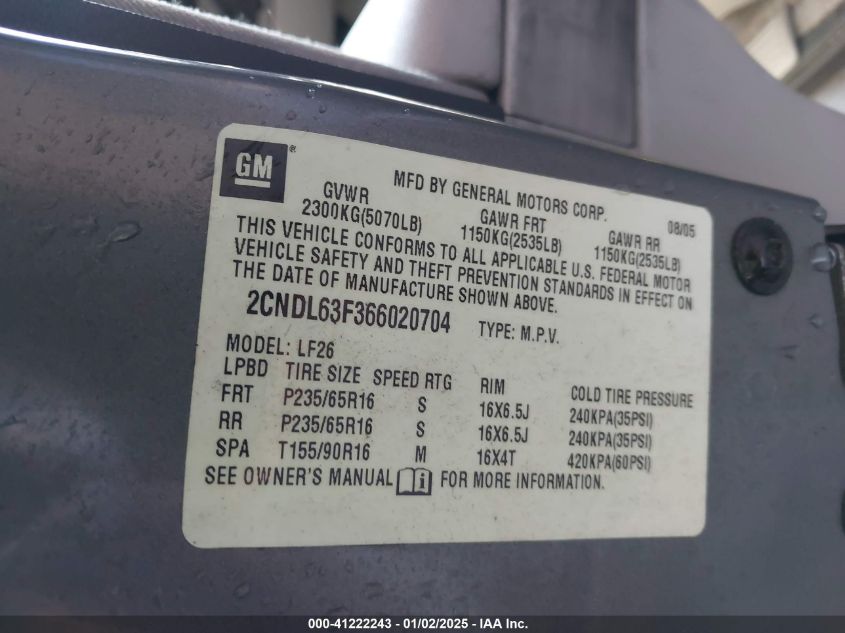 GM®
MFD BY GENERAL MOTORS CORP. 08/05
GVWR GAWR FRT GAWR RR
2300KG(5070LB) 1150KG(2535LB) 1150KG(2535LB)
THIS VEHICLE CONFORMS TO ALL APPLICABLE U.S. FEDERAL MOTOR
VEHICLE SAFETY AND THEFT PREVENTION STANDARDS IN EFFECT ON
THE DATE OF MANUFACTURE SHOWN ABOVE.
2CNDL63F366020704 TYPE: M.P.V.
MODEL: LF26
LPBD TIRE SIZE SPEED RTG RIM COLD TIRE PRESSURE
FRT P235/65R16 S 16X6.5J 240KPA(35PSI)
RR P235/65R16 S 16X6.5J 240KPA(35PSI)
SPA T155/90R16 M 16X4T 420KPA(60PSI)
SEE OWNER'S MANUAL i FOR MORE INFORMATION.
000-41222243 - 01/02/2025 - IAA Inc.